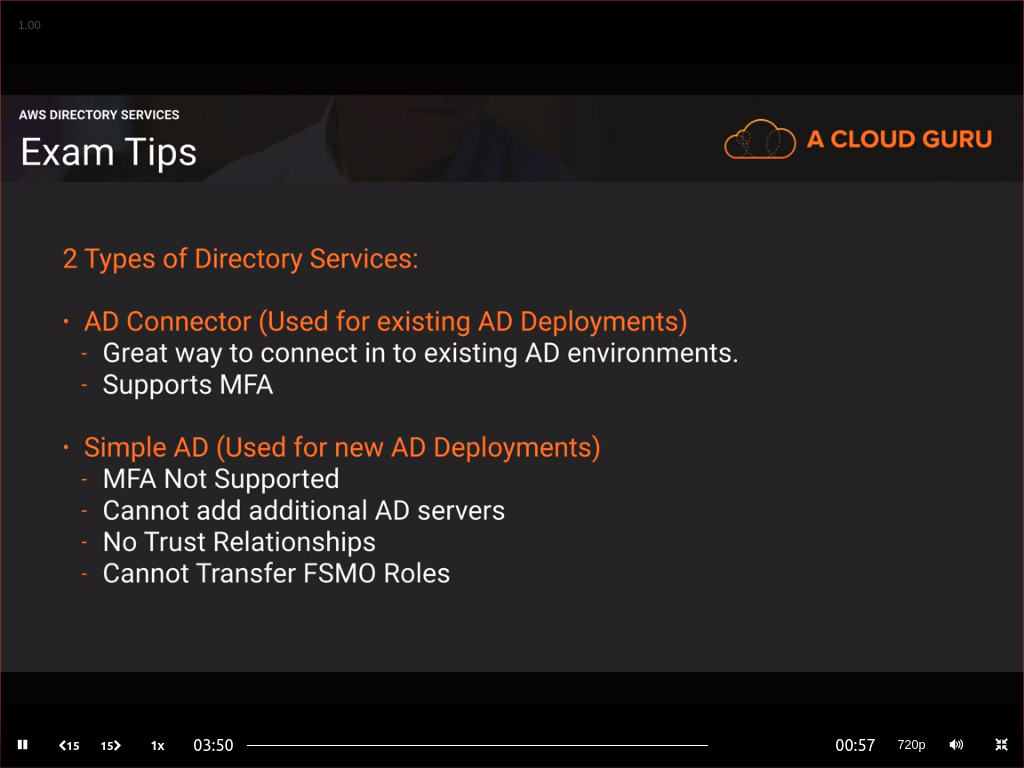 1.00
AWS DIRECTORY SERVICES
Exam Tips
A CLOUD GURU
2 Types of Directory Services:
· AD Connector (Used for existing AD Deployments)
- Great way to connect in to existing AD environments.
- Supports MFA
· Simple AD (Used for new AD Deployments)
- MFA Not Supported
- Cannot add additional AD servers
- No Trust Relationships
- Cannot Transfer FSMO Roles
15 15 1x 03:50 00:57 720p